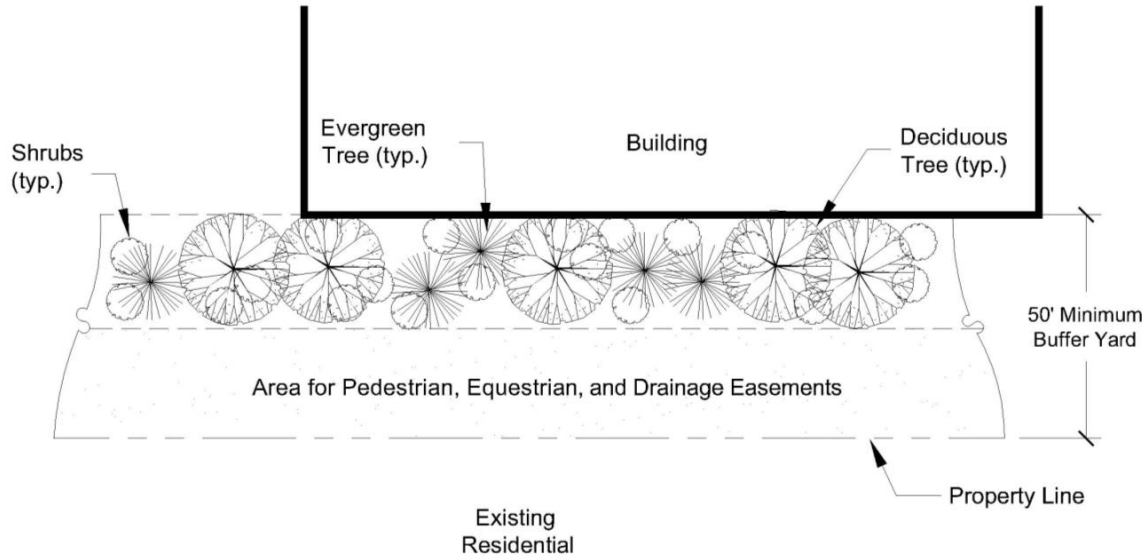 Shrubs
(typ.)
Evergreen
Tree (typ.)
Building
Deciduous
Tree (typ.)
50' Minimum
Buffer Yard
Area for Pedestrian, Equestrian, and Drainage Easements
Property Line
Existing
Residential